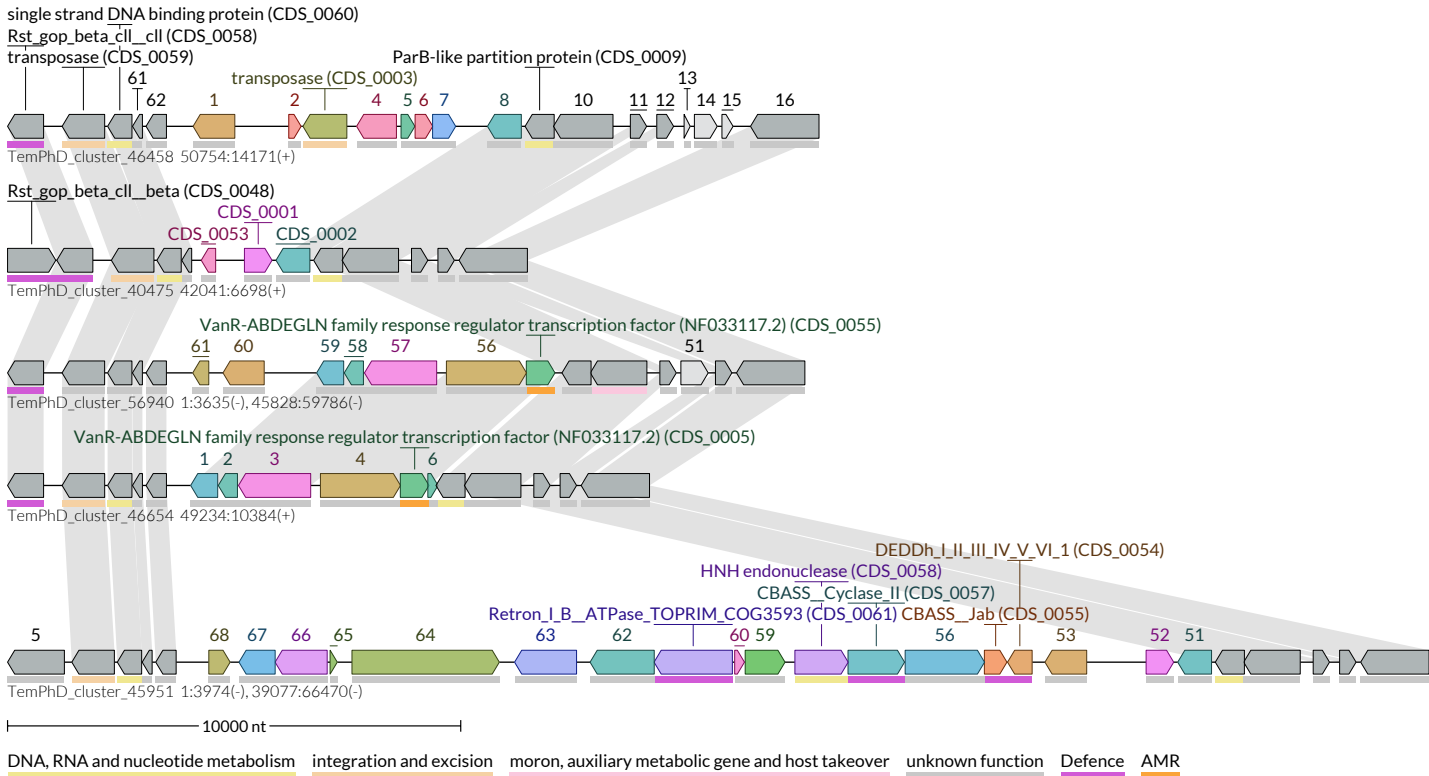 single strand DNA binding protein (CDS_0060)
Rst_gop_beta_cll__cll (CDS_0058)
transposase (CDS_0059)
ParB-like partition protein (CDS_0009)
61 transposase (CDS_0003) 13
62 1 2 4 5 6 7 8 10 11 12 14 15 16
TemPhD_cluster_46458 50754:14171(+)
Rst_gop_beta_cll__beta (CDS_0048)
CDS_0001
CDS_0053 CDS_0002
TemPhD_cluster_40475 42041:6698(+)
VanR-ABDEGLN family response regulator transcription factor (NF033117.2) (CDS_0055)
61 60 59 58 57 56 51
TemPhD_cluster_56940 1:3635(-), 45828:59786(-)
VanR-ABDEGLN family response regulator transcription factor (NF033117.2) (CDS_0005)
1 2 3 4 6
TemPhD_cluster_46654 49234:10384(+)
DEDDh_I_II_III_IV_V_VI_1 (CDS_0054)
HNH endonuclease (CDS_0058)
CBASS__Cyclase_II (CDS_0057)
Retron_I_B__ATPase_TOPRIM_COG3593 (CDS_0061) CBASS__Jab (CDS_0055)
5 68 67 66 65 64 63 62 60 59 56 53 52 51
TemPhD_cluster_45951 1:3974(-), 39077:66470(-)
10000 nt
DNA, RNA and nucleotide metabolism integration and excision moron, auxiliary metabolic gene and host takeover unknown function Defence AMR